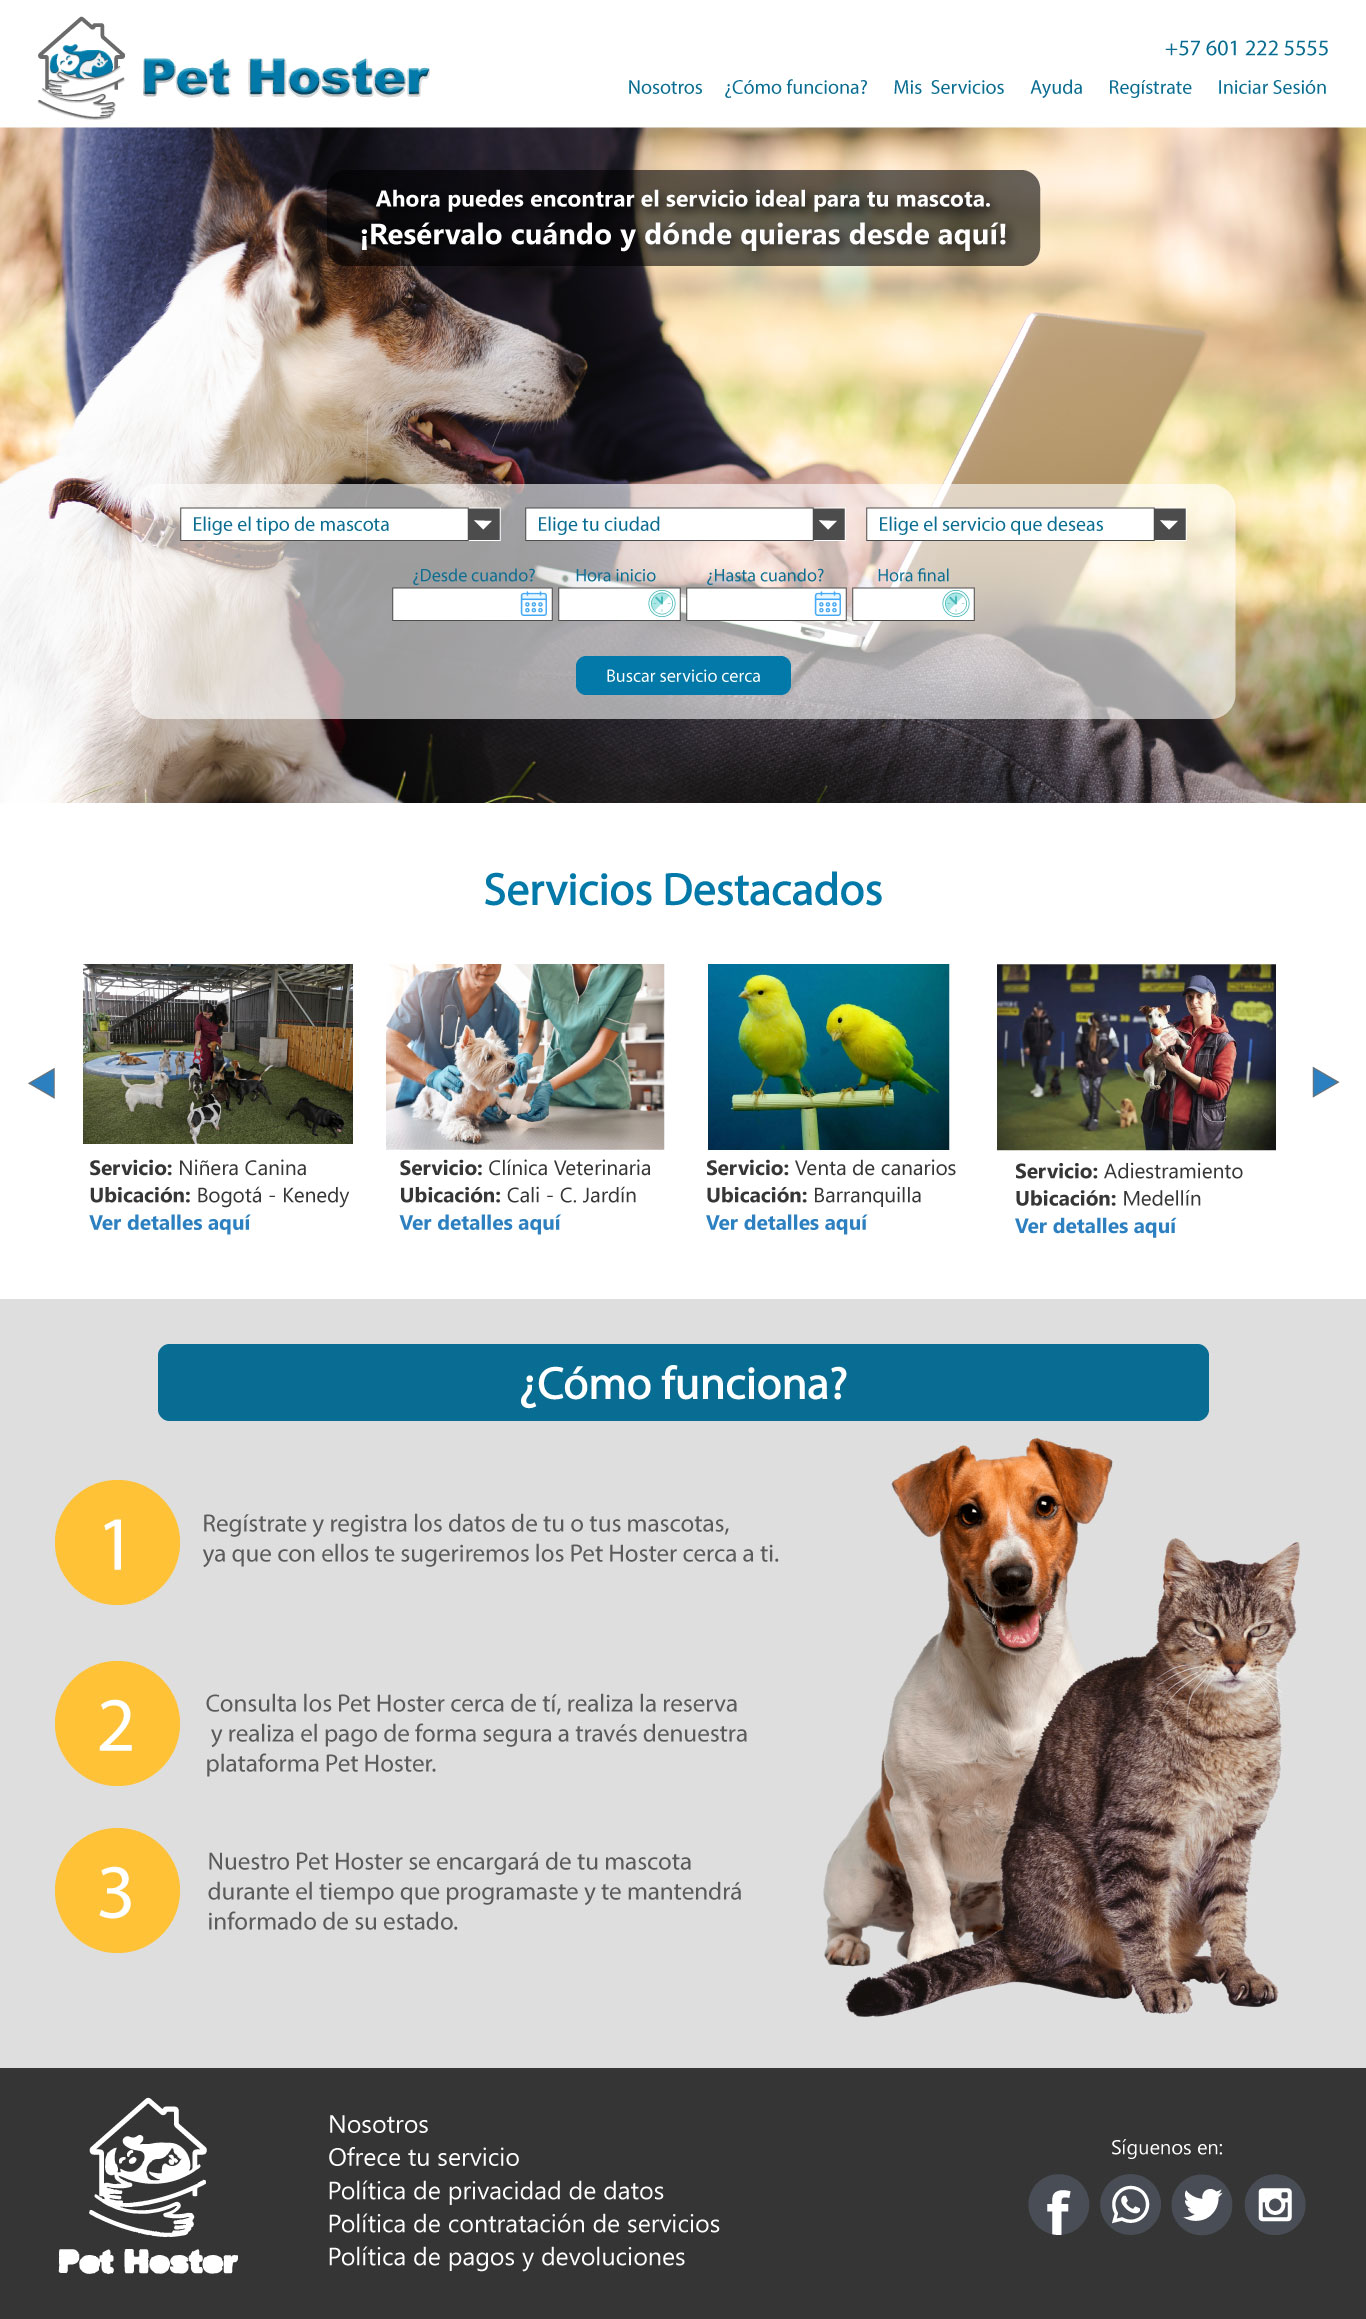 Pet Hoster
+57 601 222 5555
Nosotros ¿Cómo funciona? Mis Servicios Ayuda Regístrate Iniciar Sesión
Ahora puedes encontrar el servicio ideal para tu mascota.
¡Resérvalo cuándo y dónde quieras desde aquí!
Elige el tipo de mascota Elige tu ciudad Elige el servicio que deseas
¿Desde cuando? Hora inicio ¿Hasta cuando? Hora final
Buscar servicio cerca
Servicios Destacados
Servicio: Niñera Canina
Ubicación: Bogotá - Kenedy
Ver detalles aquí
Servicio: Clínica Veterinaria
Ubicación: Cali - C. Jardín
Ver detalles aquí
Servicio: Venta de canarios
Ubicación: Barranquilla
Ver detalles aquí
Servicio: Adiestramiento
Ubicación: Medellín
Ver detalles aquí
¿Cómo funciona?
1
Regístrate y registra los datos de tu o tus mascotas,
ya que con ellos te sugeriremos los Pet Hoster cerca a ti.
2
Consulta los Pet Hoster cerca de tí, realiza la reserva
y realiza el pago de forma segura a través denuestra
plataforma Pet Hoster.
3
Nuestro Pet Hoster se encargará de tu mascota
durante el tiempo que programaste y te mantendrá
informado de su estado.
Pet Hoster
Nosotros
Ofrece tu servicio
Política de privacidad de datos
Política de contratación de servicios
Política de pagos y devoluciones
Síguenos en: